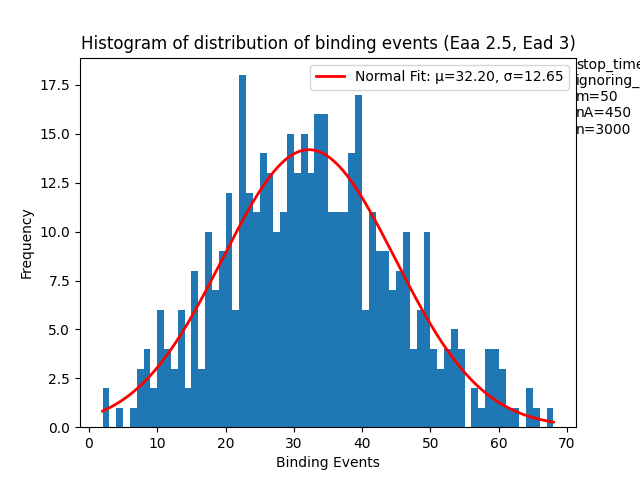 Histogram of distribution of binding events (Eaa 2.5, Ead 3)
stop_time
ignoring_
m=50
nA=450
n=3000
Normal Fit: μ=32.20, σ=12.65
17.5
15.0
12.5
10.0
7.5
5.0
2.5
0.0
Frequency
0 10 20 30 40 50 60 70
Binding Events